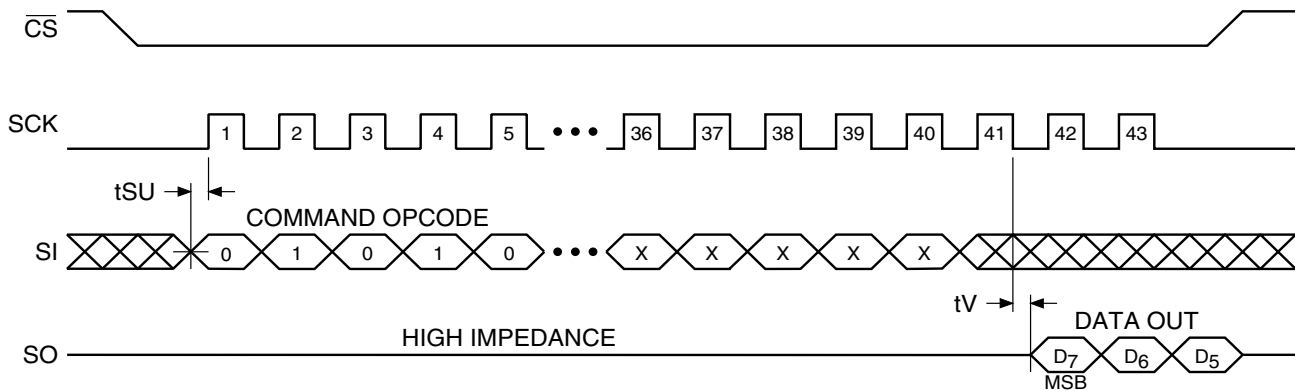 CS
SCK 1 2 3 4 5 ••• 36 37 38 39 40 41 42 43
tSU
COMMAND OPCODE
SI 0 1 0 1 0 ••• X X X X X
tV
HIGH IMPEDANCE
DATA OUT
SO D7 D6 D5
MSB